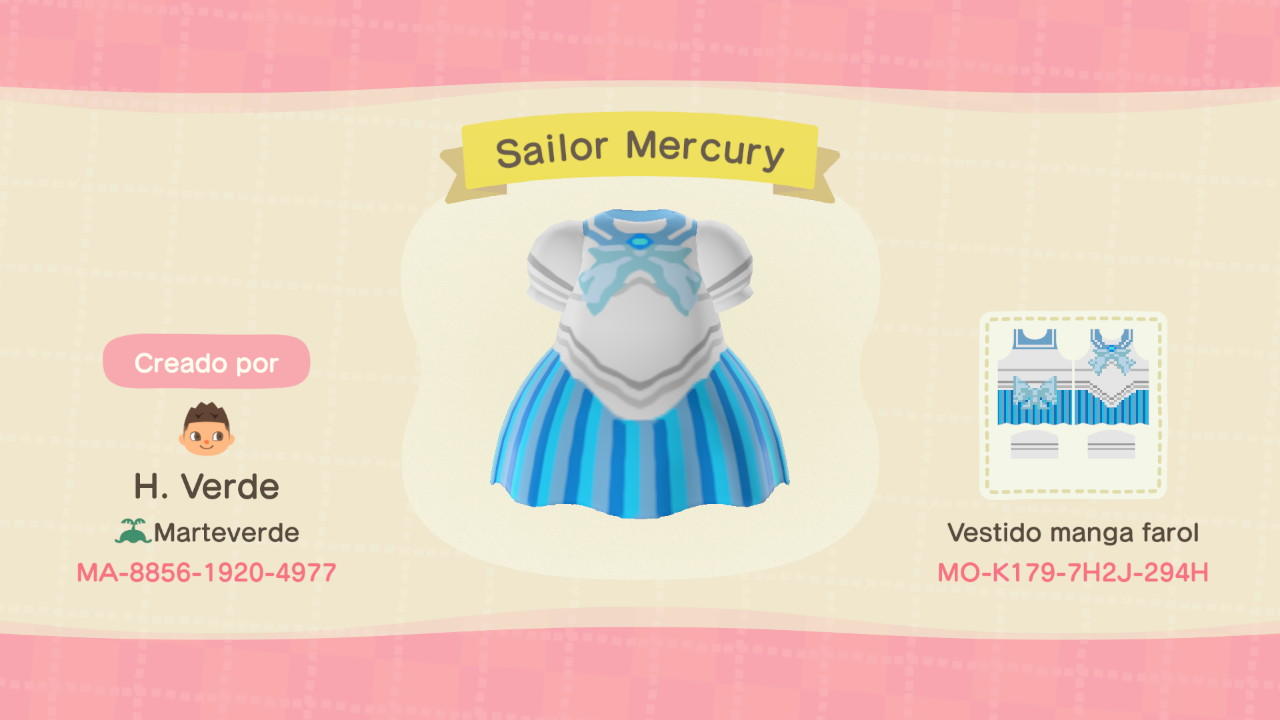 Sailor Mercury
Creado por
H. Verde
Marteverde
MA-8856-1920-4977
Vestido manga farol
MO-K179-7H2J-294H